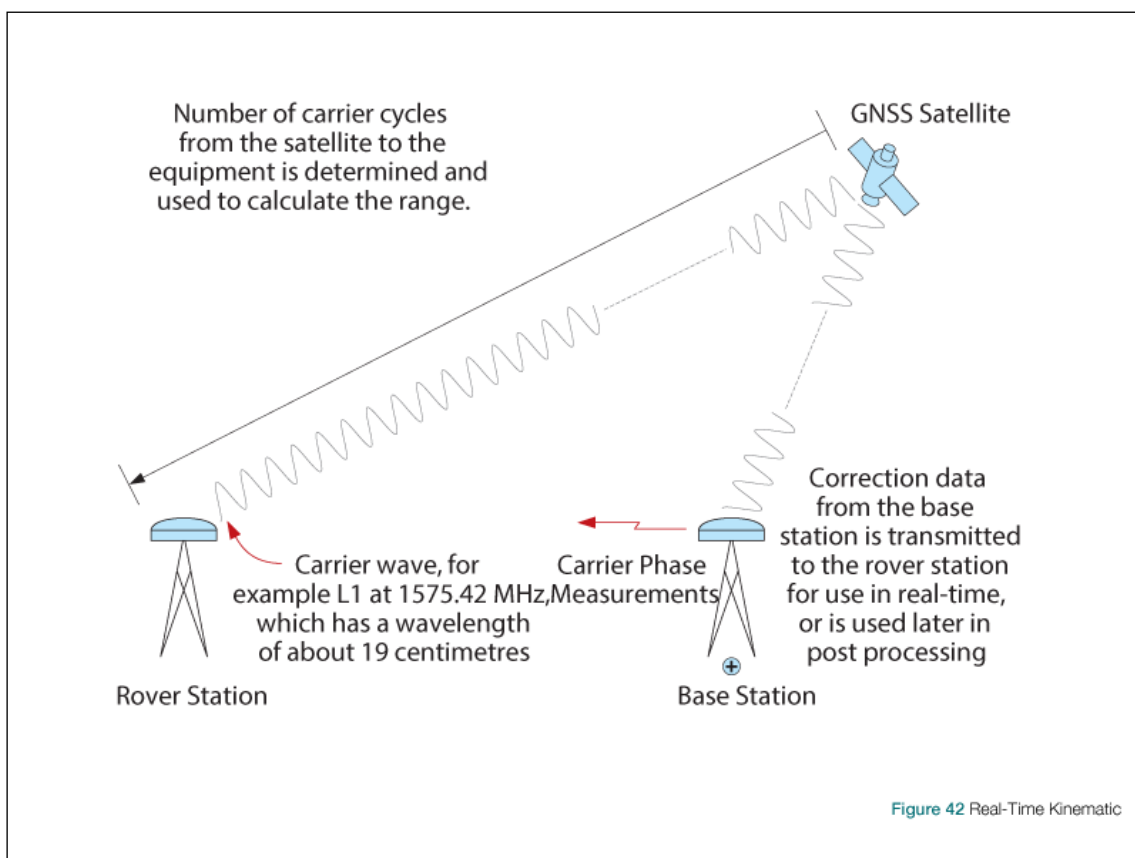 Number of carrier cycles
from the satellite to the
equipment is determined and
used to calculate the range.
GNSS Satellite
Carrier wave, for
example L1 at 1575.42 MHz,
which has a wavelength
of about 19 centimetres
Carrier Phase
Measurements
Correction data
from the base
station is transmitted
to the rover station
for use in real-time,
or is used later in
post processing
Rover Station
Base Station
Figure 42 Real-Time Kinematic